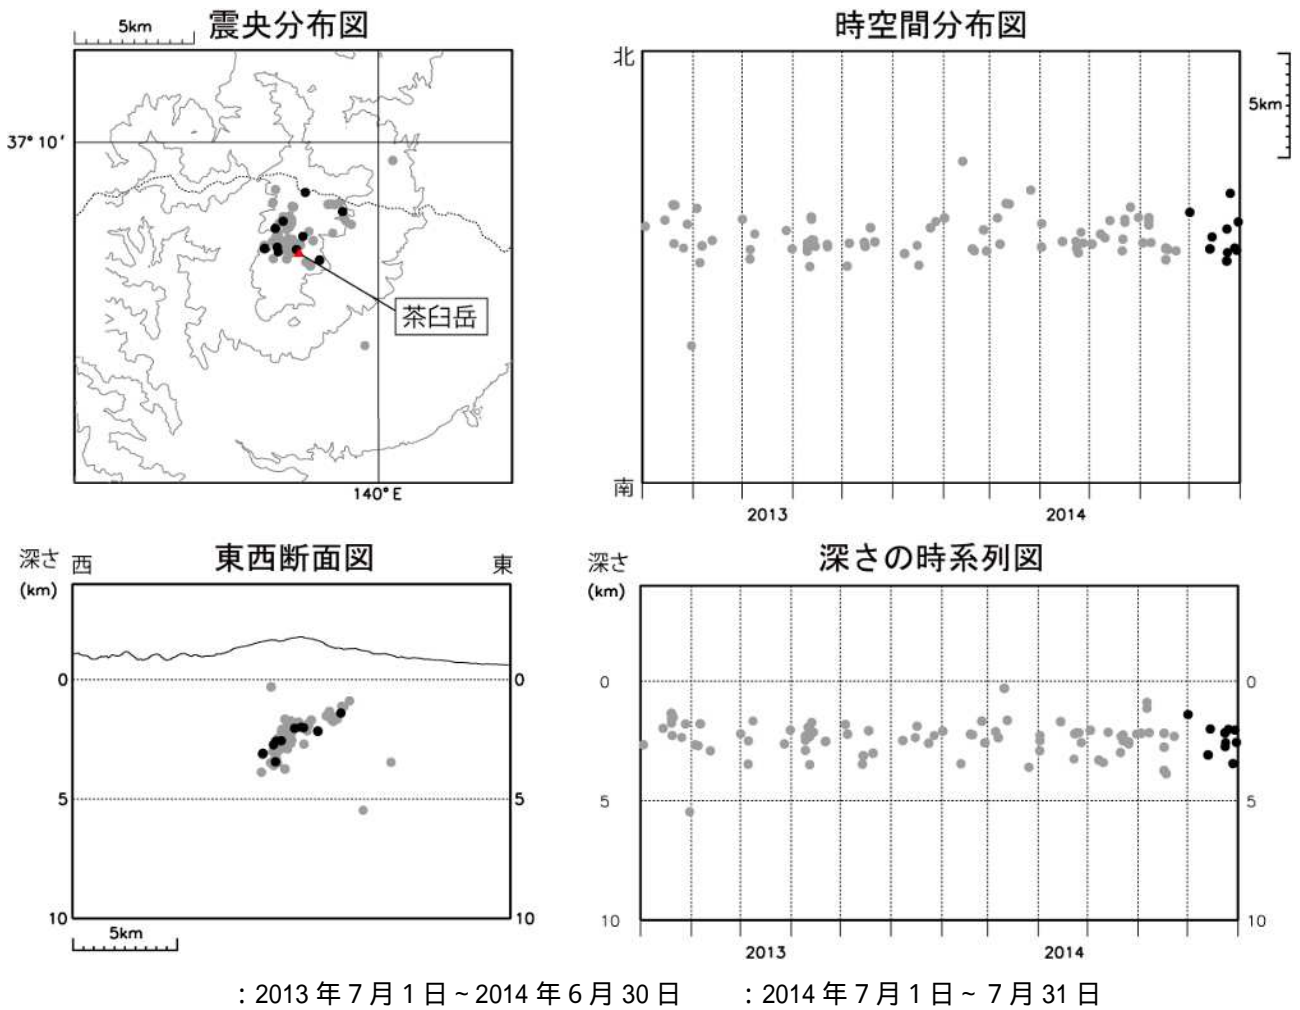 5km
震央分布図
37° 10′
茶臼岳
140° E
時空間分布図
北
5km
南
2013
2014
東西断面図
深さ
(km)
西
東
0
0
5
5
10
10
5km
深さの時系列図
深さ
(km)
0
0
5
5
10
10
2013
2014
：2013 年 7 月 1 日～2014 年 6 月 30 日
：2014 年 7 月 1 日～ 7 月 31 日